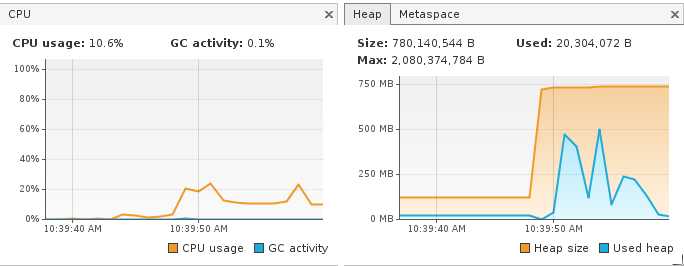 CPU
CPU usage: 10.6%
GC activity: 0.1%
100%
80%
60%
40%
20%
0%
10:39:40 AM
10:39:50 AM
CPU usage
GC activity
Heap
Metaspace
Size: 780,140,544 B
Used: 20,304,072 B
Max: 2,080,374,784 B
750 MB
500 MB
250 MB
0 MB
10:39:40 AM
10:39:50 AM
Heap size
Used heap